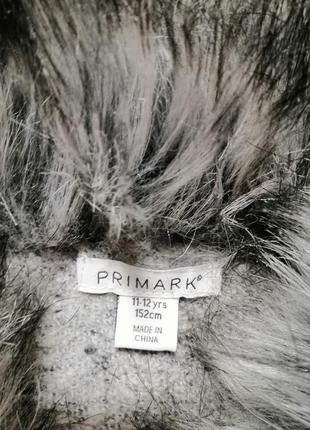 PRIMARK®
11-12 yrs
152cm
MADE IN
CHINA